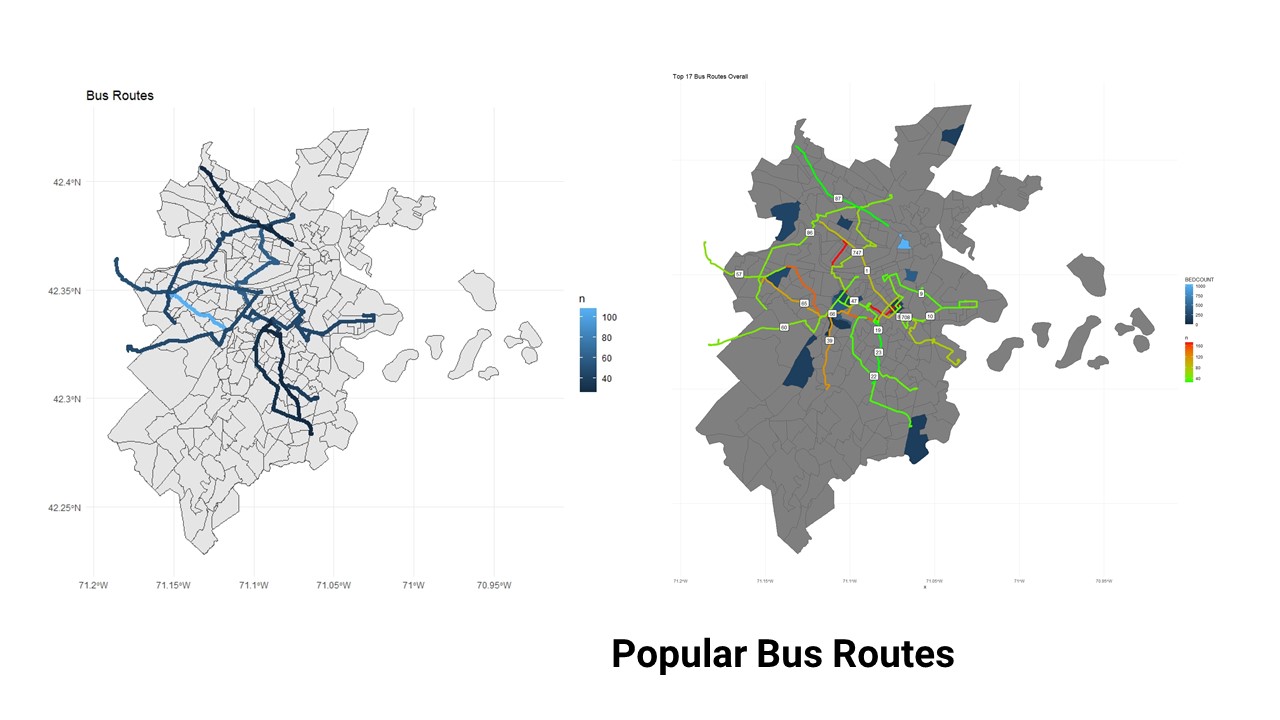 Bus Routes
42.4°N
42.35°N
42.3°N
42.25°N
71.2°W
71.15°W
71.1°W
71.05°W
71°W
70.95°W
n
100
80
60
40
Top 17 Bus Routes Overall
87
86
747
57
1
9
65
47
66
708
10
60
19
39
23
22
71.2°W
71.15°W
71.1°W
71.05°W
71°W
70.95°W
BEDCOUNT
1000
750
500
250
0
n
160
120
80
40
Popular Bus Routes